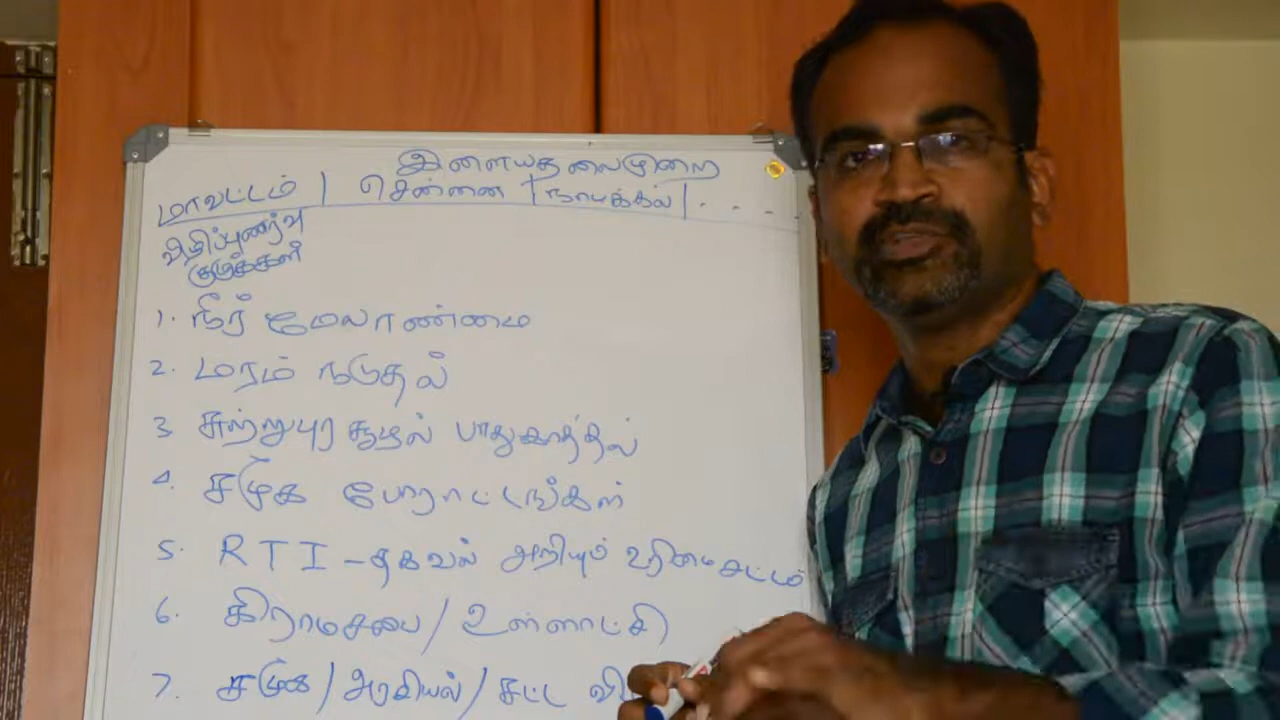 இளையதலைமுறை
மாவட்டம் | சென்னை | நாமக்கல் | . . . .
விழிப்புணர்வு
குழுக்கள்
1. நீர் மேலாண்மை
2. மரம் நடுதல்
3 சுற்றுபுர சூழல் பாதுகாத்தல்
4. சமூக போராட்டங்கள்
5. RTI - தகவல் அறியும் உரிமை சட்டம்
6. கிராமசபை / உள்ளாட்சி
7. சமூக / அரசியல் / சட்ட